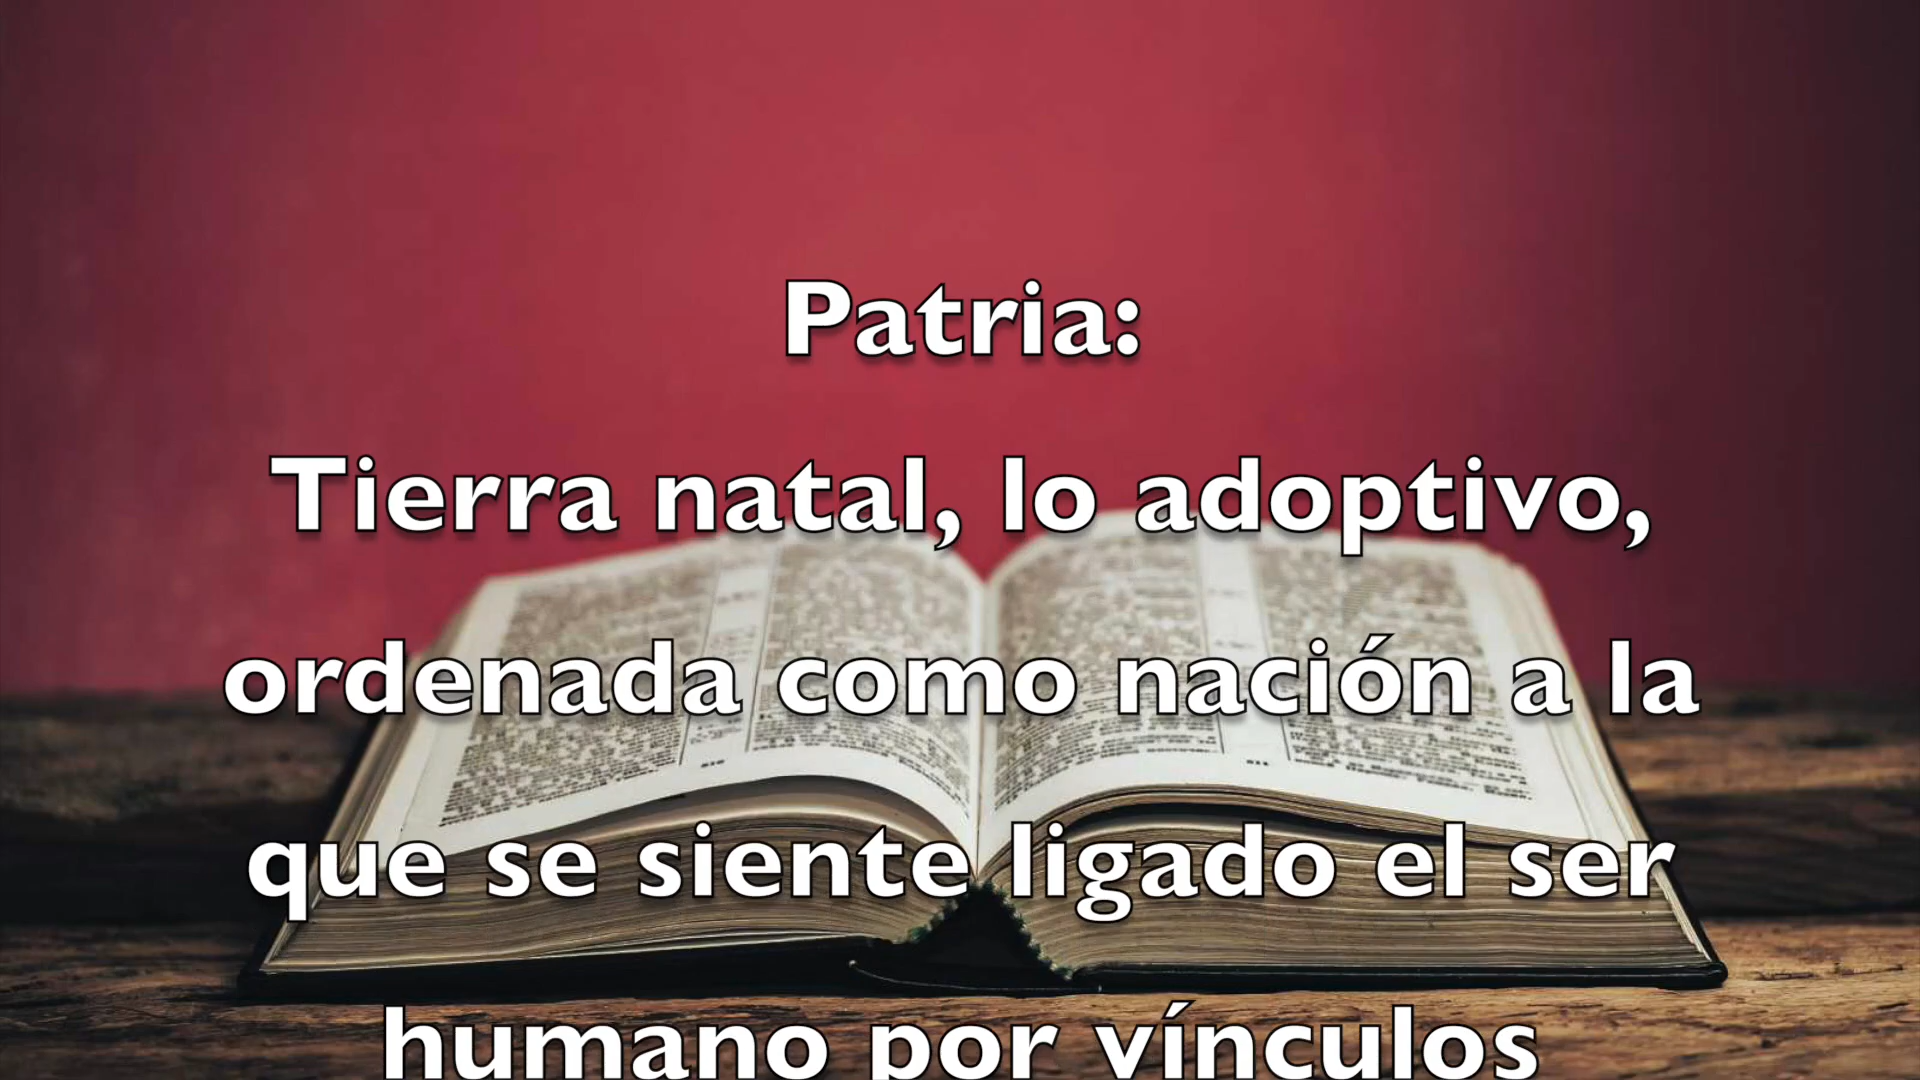 Patria:
Tierra natal, lo adoptivo,
ordenada como nación a la
que se siente ligado el ser
humano por vínculos